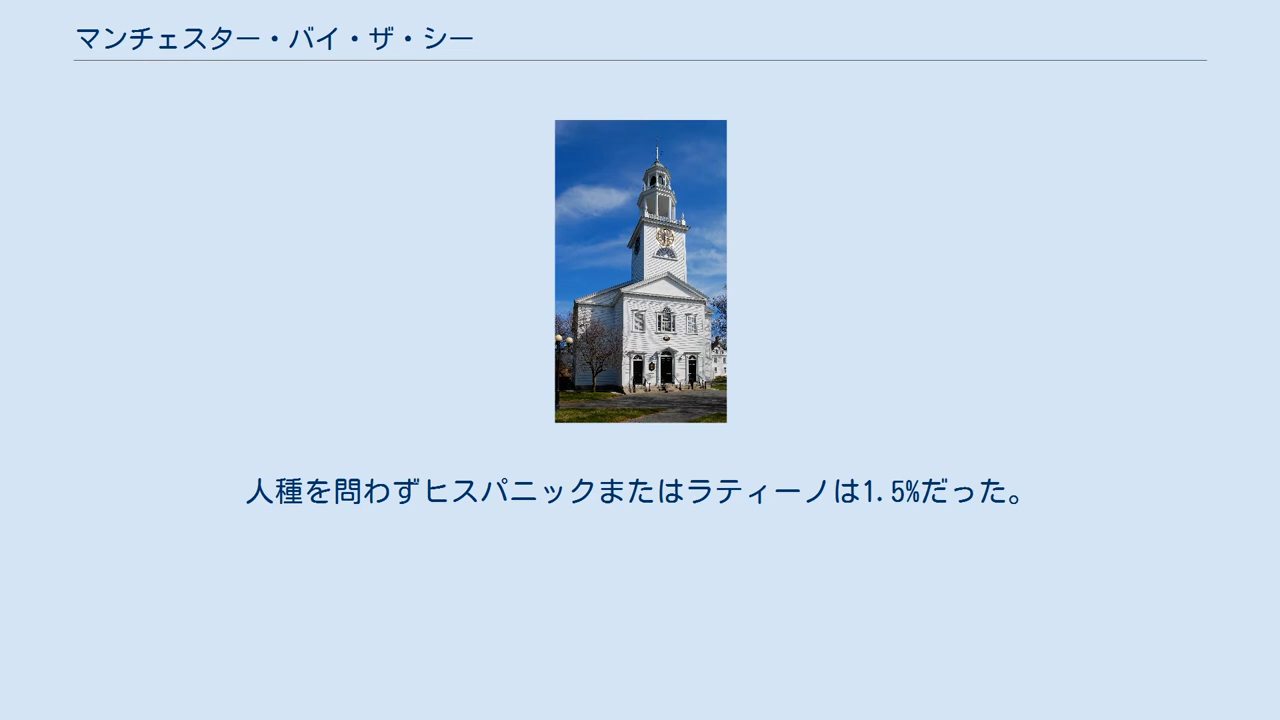 マンチェスター・バイ・ザ・シー
人種を問わずヒスパニックまたはラティーノは1.5%だった。